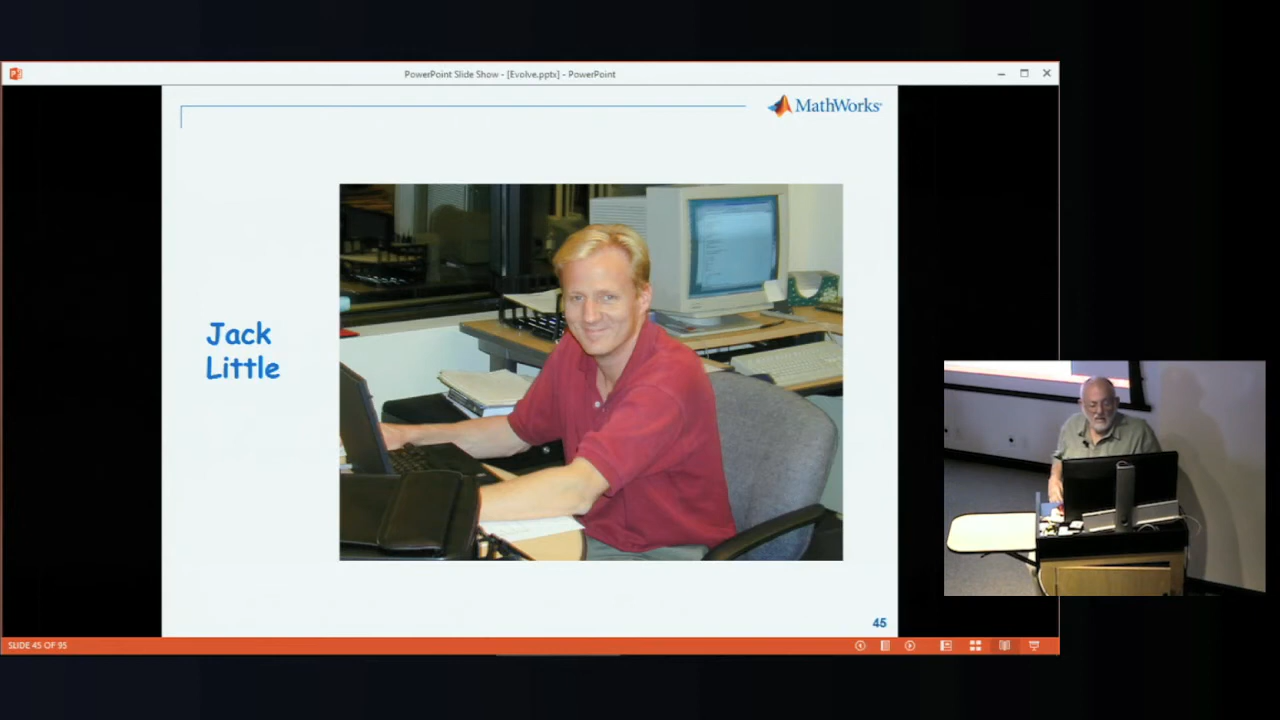 PowerPoint Slide Show - [Evolve.pptx] - PowerPoint
MathWorks®
Jack
Little
45
SLIDE 45 OF 95